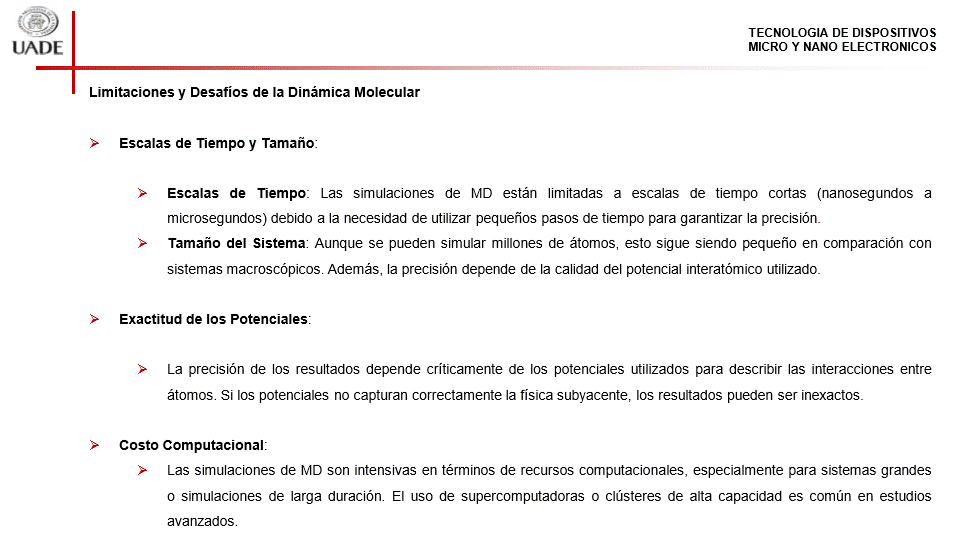 UADE
TECNOLOGIA DE DISPOSITIVOS
MICRO Y NANO ELECTRONICOS
Limitaciones y Desafíos de la Dinámica Molecular
Escalas de Tiempo y Tamaño:
Escalas de Tiempo: Las simulaciones de MD están limitadas a escalas de tiempo cortas (nanosegundos a
microsegundos) debido a la necesidad de utilizar pequeños pasos de tiempo para garantizar la precisión.
Tamaño del Sistema: Aunque se pueden simular millones de átomos, esto sigue siendo pequeño en comparación con
sistemas macroscópicos. Además, la precisión depende de la calidad del potencial interatómico utilizado.
Exactitud de los Potenciales:
La precisión de los resultados depende críticamente de los potenciales utilizados para describir las interacciones entre
átomos. Si los potenciales no capturan correctamente la física subyacente, los resultados pueden ser inexactos.
Costo Computacional:
Las simulaciones de MD son intensivas en términos de recursos computacionales, especialmente para sistemas grandes
o simulaciones de larga duración. El uso de supercomputadoras o clústeres de alta capacidad es común en estudios
avanzados.